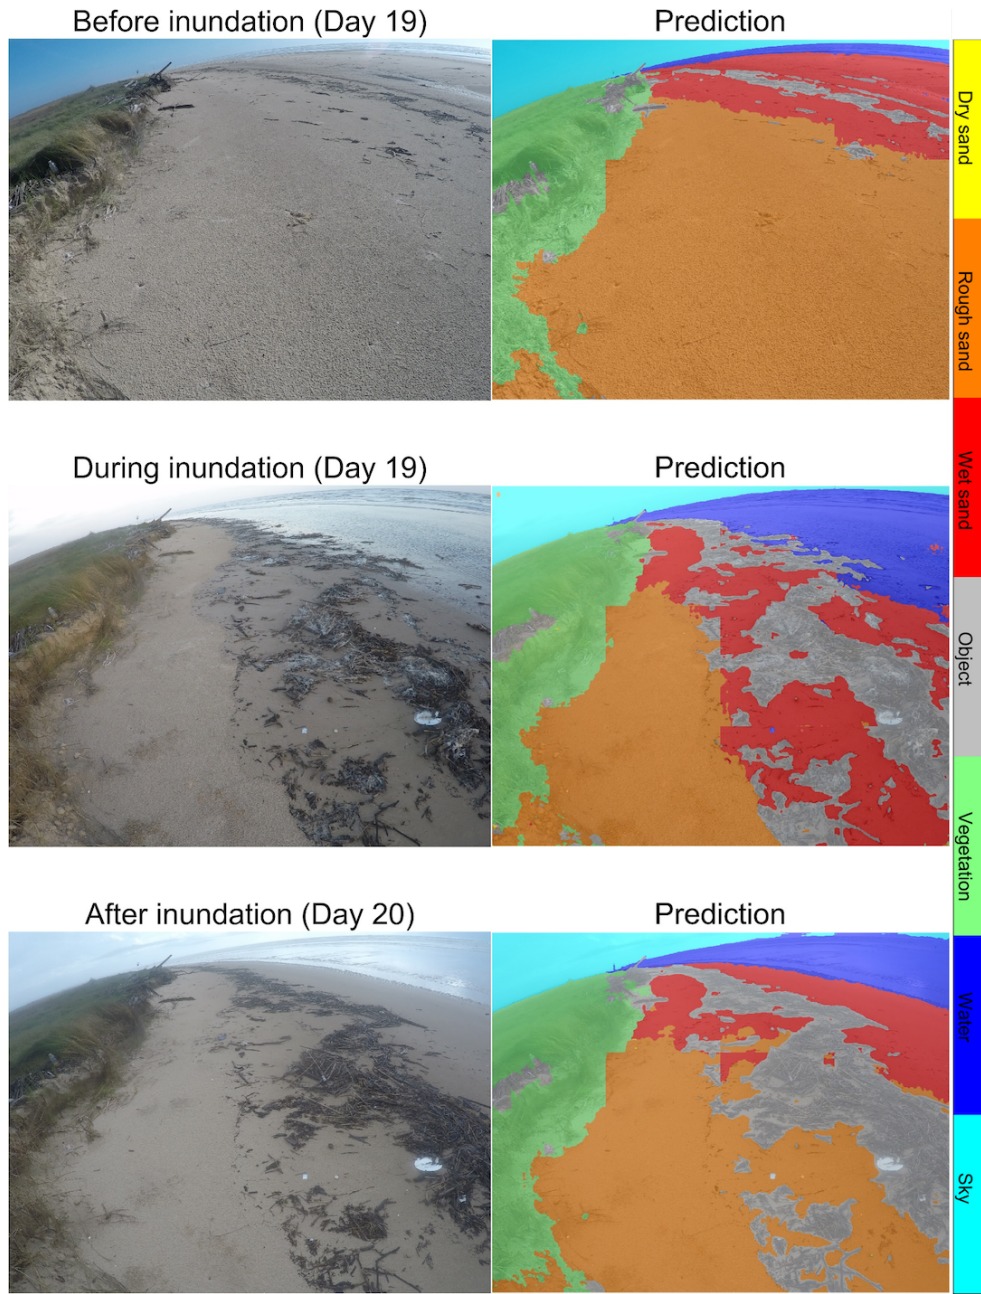 Before inundation (Day 19)
Prediction
During inundation (Day 19)
Prediction
After inundation (Day 20)
Prediction
Dry sand
Rough sand
Wet sand
Object
Vegetation
Water
Sky